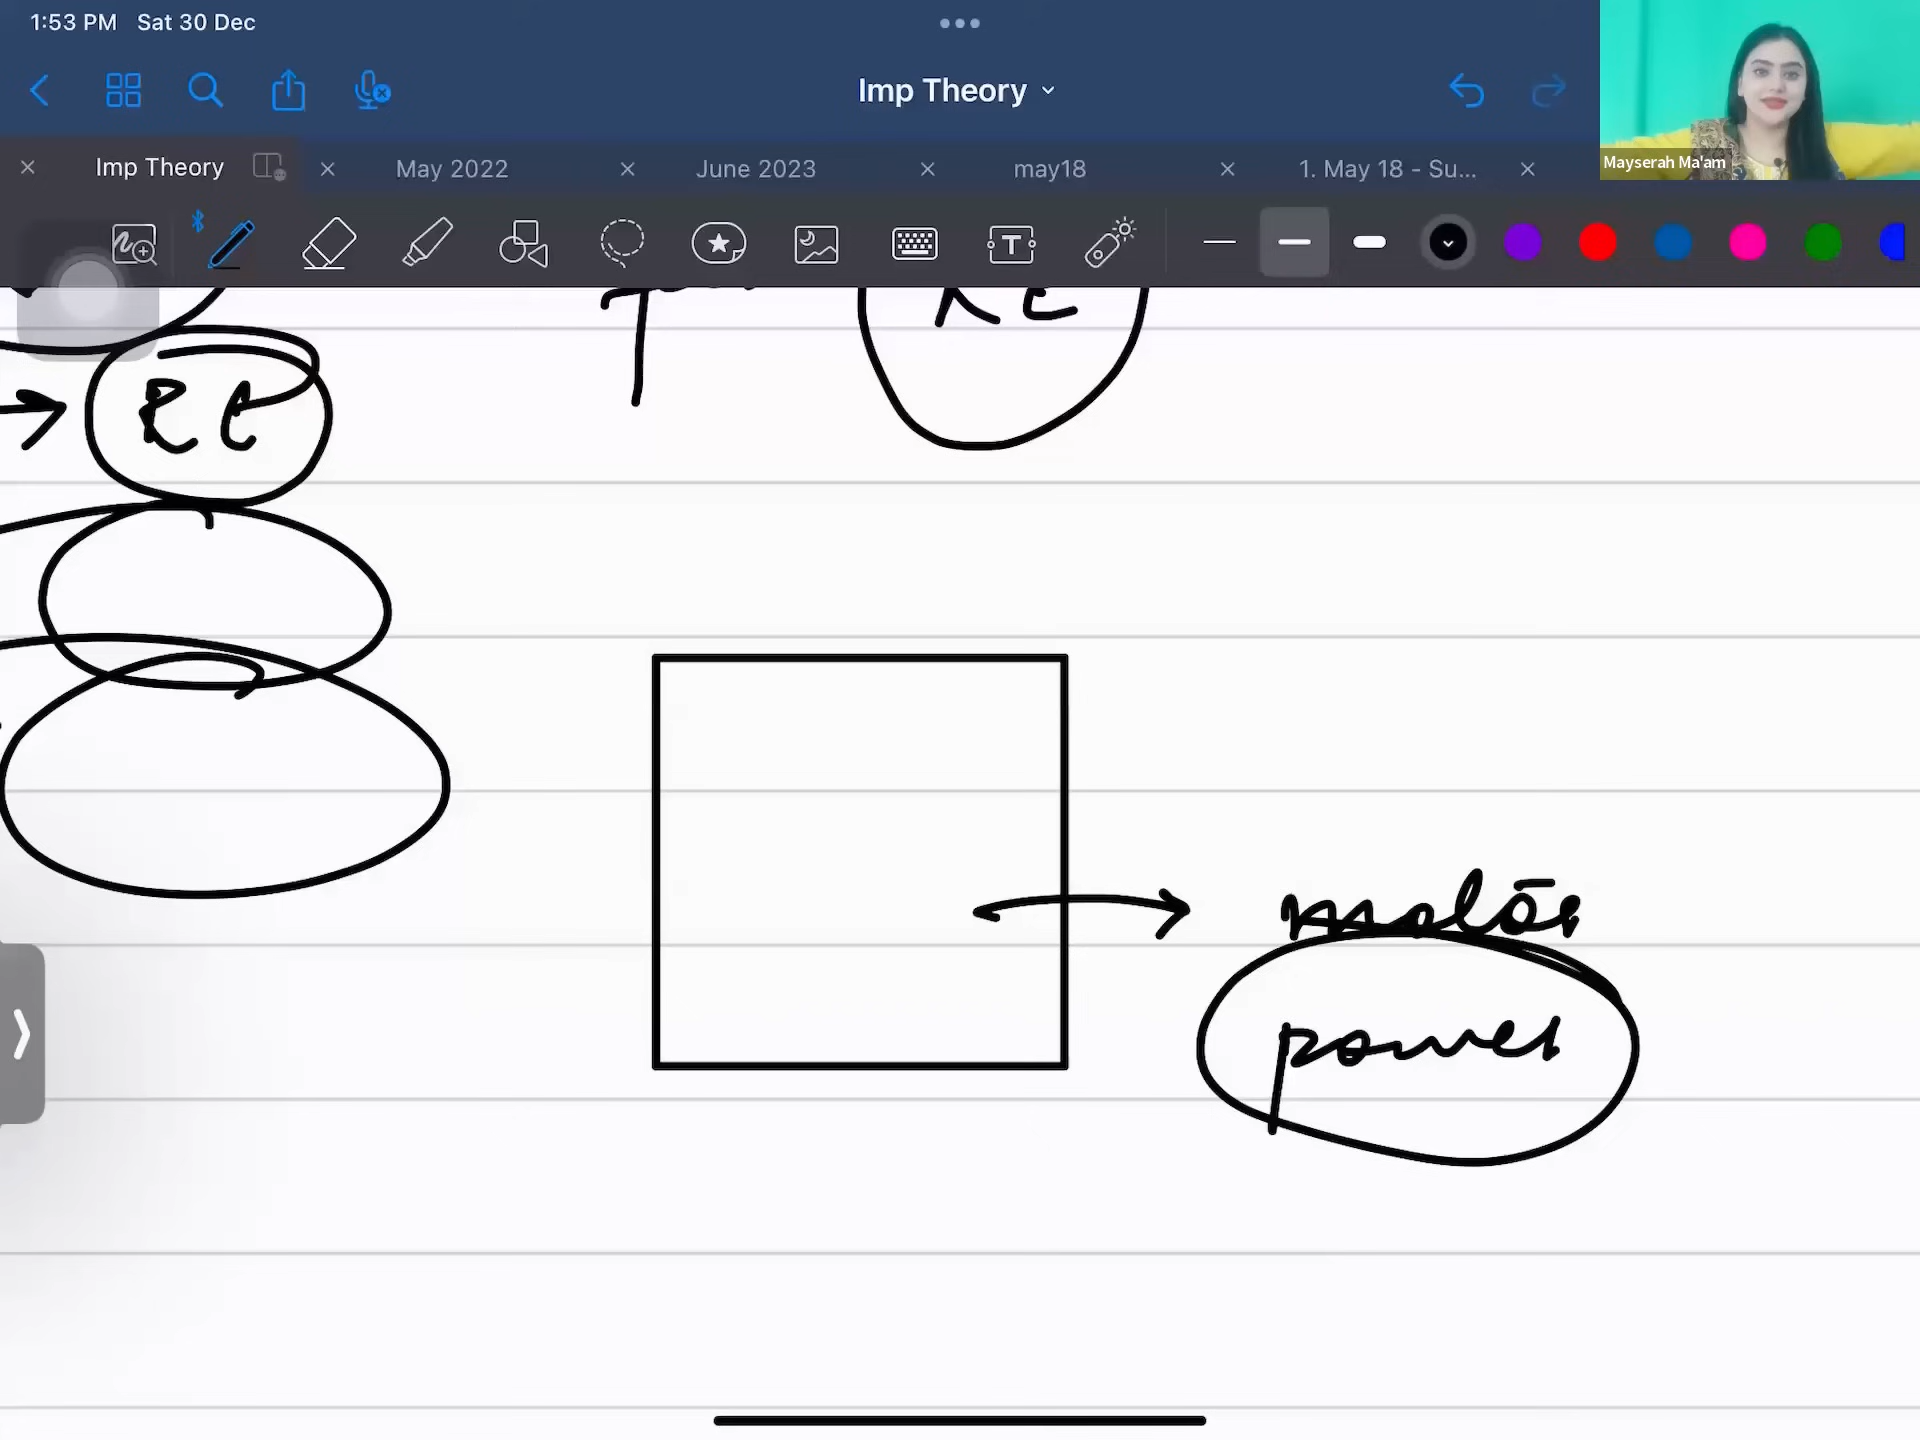 1:53 PM Sat 30 Dec
Imp Theory
Imp Theory
May 2022
June 2023
may18
1. May 18 - Su...
Mayserah Ma'am
T
motor
power